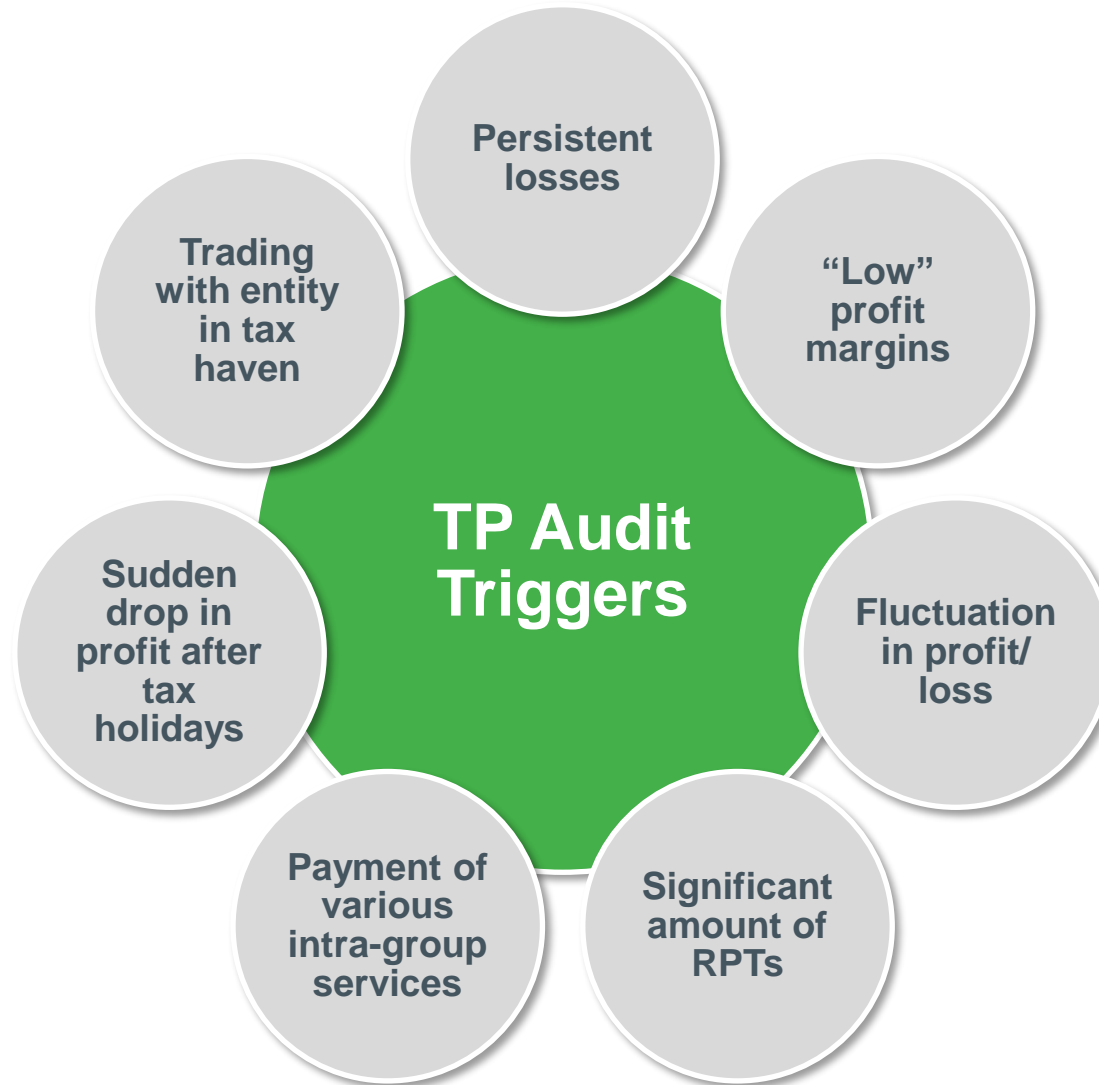 Persistent
losses
“Low”
profit
margins
Fluctuation
in profit/
loss
Significant
amount of
RPTs
Payment of
various
intra-group
services
Sudden
drop in
profit after
tax
holidays
Trading
with entity
in tax
haven
TP Audit
Triggers